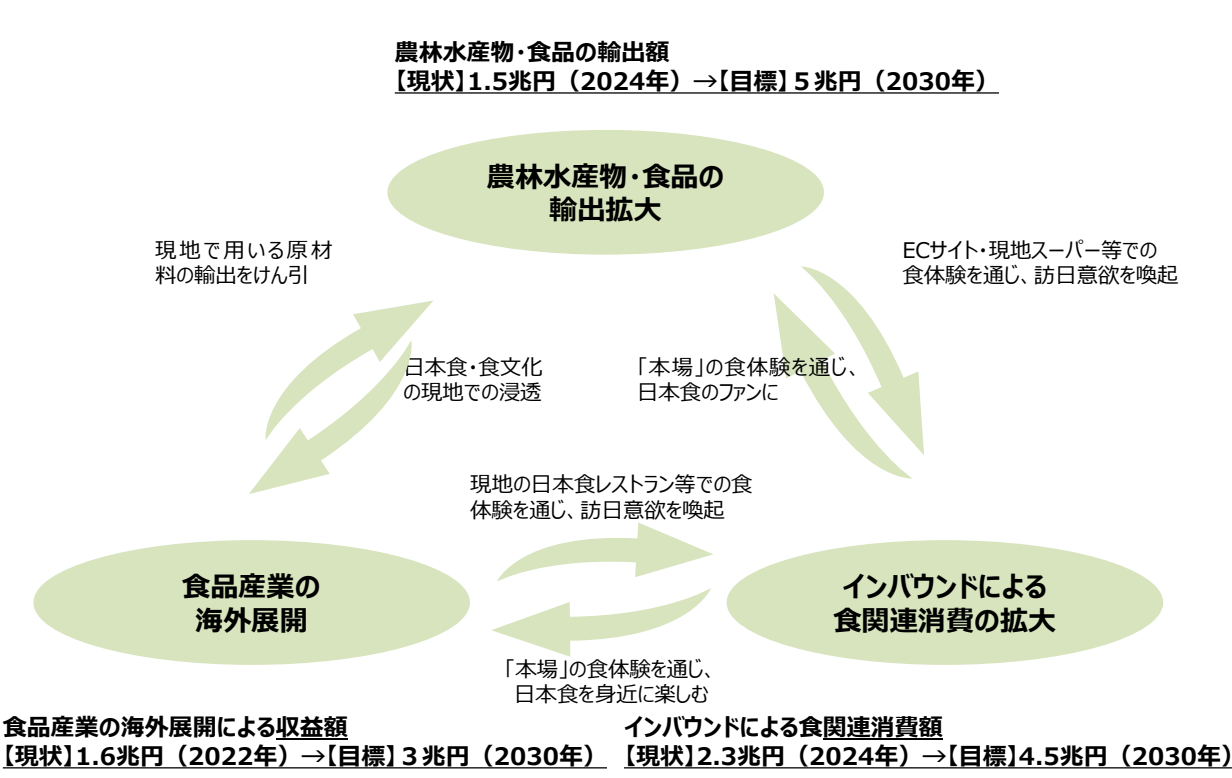 農林水産物・食品の輸出額
【現状】1.5兆円（2024年）→【目標】５兆円（2030年）
農林水産物・食品の
輸出拡大
現地で用いる原材
料の輸出をけん引
ECサイト・現地スーパー等での
食体験を通じ、訪日意欲を喚起
日本食・食文化
の現地での浸透
「本場」の食体験を通じ、
日本食のファンに
現地の日本食レストラン等での食
体験を通じ、訪日意欲を喚起
食品産業の
海外展開
インバウンドによる
食関連消費の拡大
「本場」の食体験を通じ、
日本食を身近に楽しむ
食品産業の海外展開による収益額
【現状】1.6兆円（2022年）→【目標】３兆円（2030年）
インバウンドによる食関連消費額
【現状】2.3兆円（2024年）→【目標】4.5兆円（2030年）